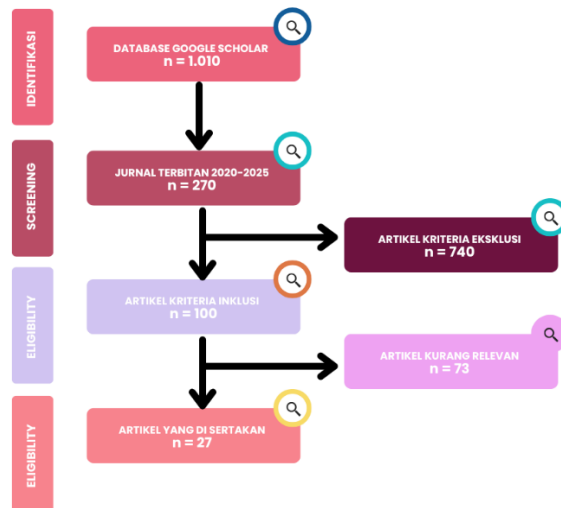 IDENTIFIKASI
DATABASE GOOGLE SCHOLAR
n = 1.010
SCREENING
JURNAL TERBITAN 2020-2025
n = 270
ARTIKEL KRITERIA EKSKLUSI
n = 740
ELIGIBILITY
ARTIKEL KRITERIA INKLUSI
n = 100
ARTIKEL KURANG RELEVAN
n = 73
ELIGIBILITY
ARTIKEL YANG DI SERTAKAN
n = 27